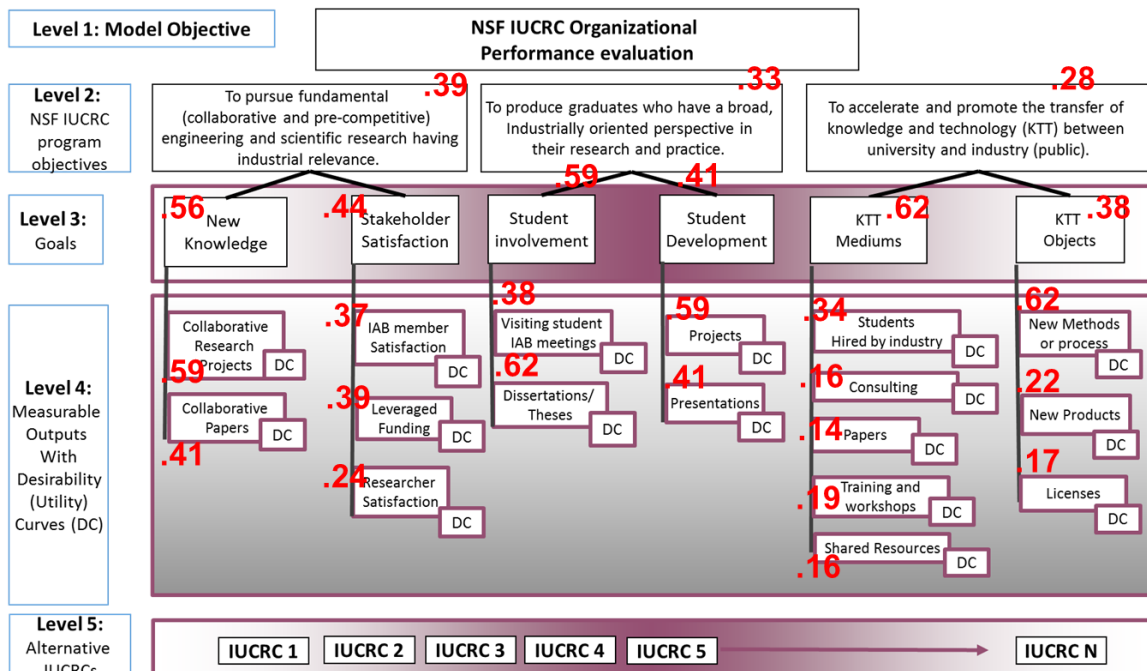 Level 1: Model Objective
NSF IUCRC Organizational
Performance evaluation
Level 2:
NSF IUCRC
program
objectives
.39
To pursue fundamental
(collaborative and pre-competitive)
engineering and scientific research having
industrial relevance.
.33
To produce graduates who have a broad,
Industrially oriented perspective in
their research and practice.
.28
To accelerate and promote the transfer of
knowledge and technology (KTT) between
university and industry (public).
Level 3:
Goals
.56
New
Knowledge
.44
Stakeholder
Satisfaction
.59
Student
involvement
.41
Student
Development
.62
KTT
Mediums
.38
KTT
Objects
Level 4:
Measurable
Outputs
With
Desirability
(Utility)
Curves (DC)
Collaborative
Research
Projects
DC
.59
Collaborative
Papers
DC
.41
.37
IAB member
Satisfaction
DC
.39
Leveraged
Funding
DC
.24
Researcher
Satisfaction
DC
.38
Visiting student
IAB meetings
DC
.62
Dissertations/
Theses
DC
.59
Projects
DC
.41
Presentations
DC
.34
Students
Hired by industry
DC
.16
Consulting
DC
.14
Papers
DC
.19
Training and
workshops
DC
Shared Resources
DC
.16
.62
New Methods
or process
DC
.22
New Products
DC
.17
Licenses
DC
Level 5:
Alternative
IUCRCs
IUCRC 1
IUCRC 2
IUCRC 3
IUCRC 4
IUCRC 5
IUCRC N